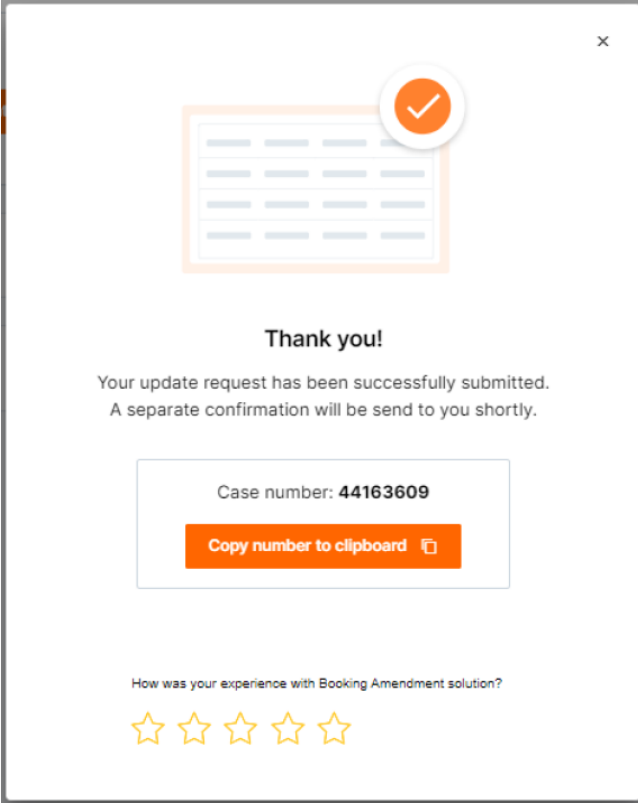 Thank you!
Your update request has been successfully submitted.
A separate confirmation will be send to you shortly.
Case number: 44163609
Copy number to clipboard
How was your experience with Booking Amendment solution?